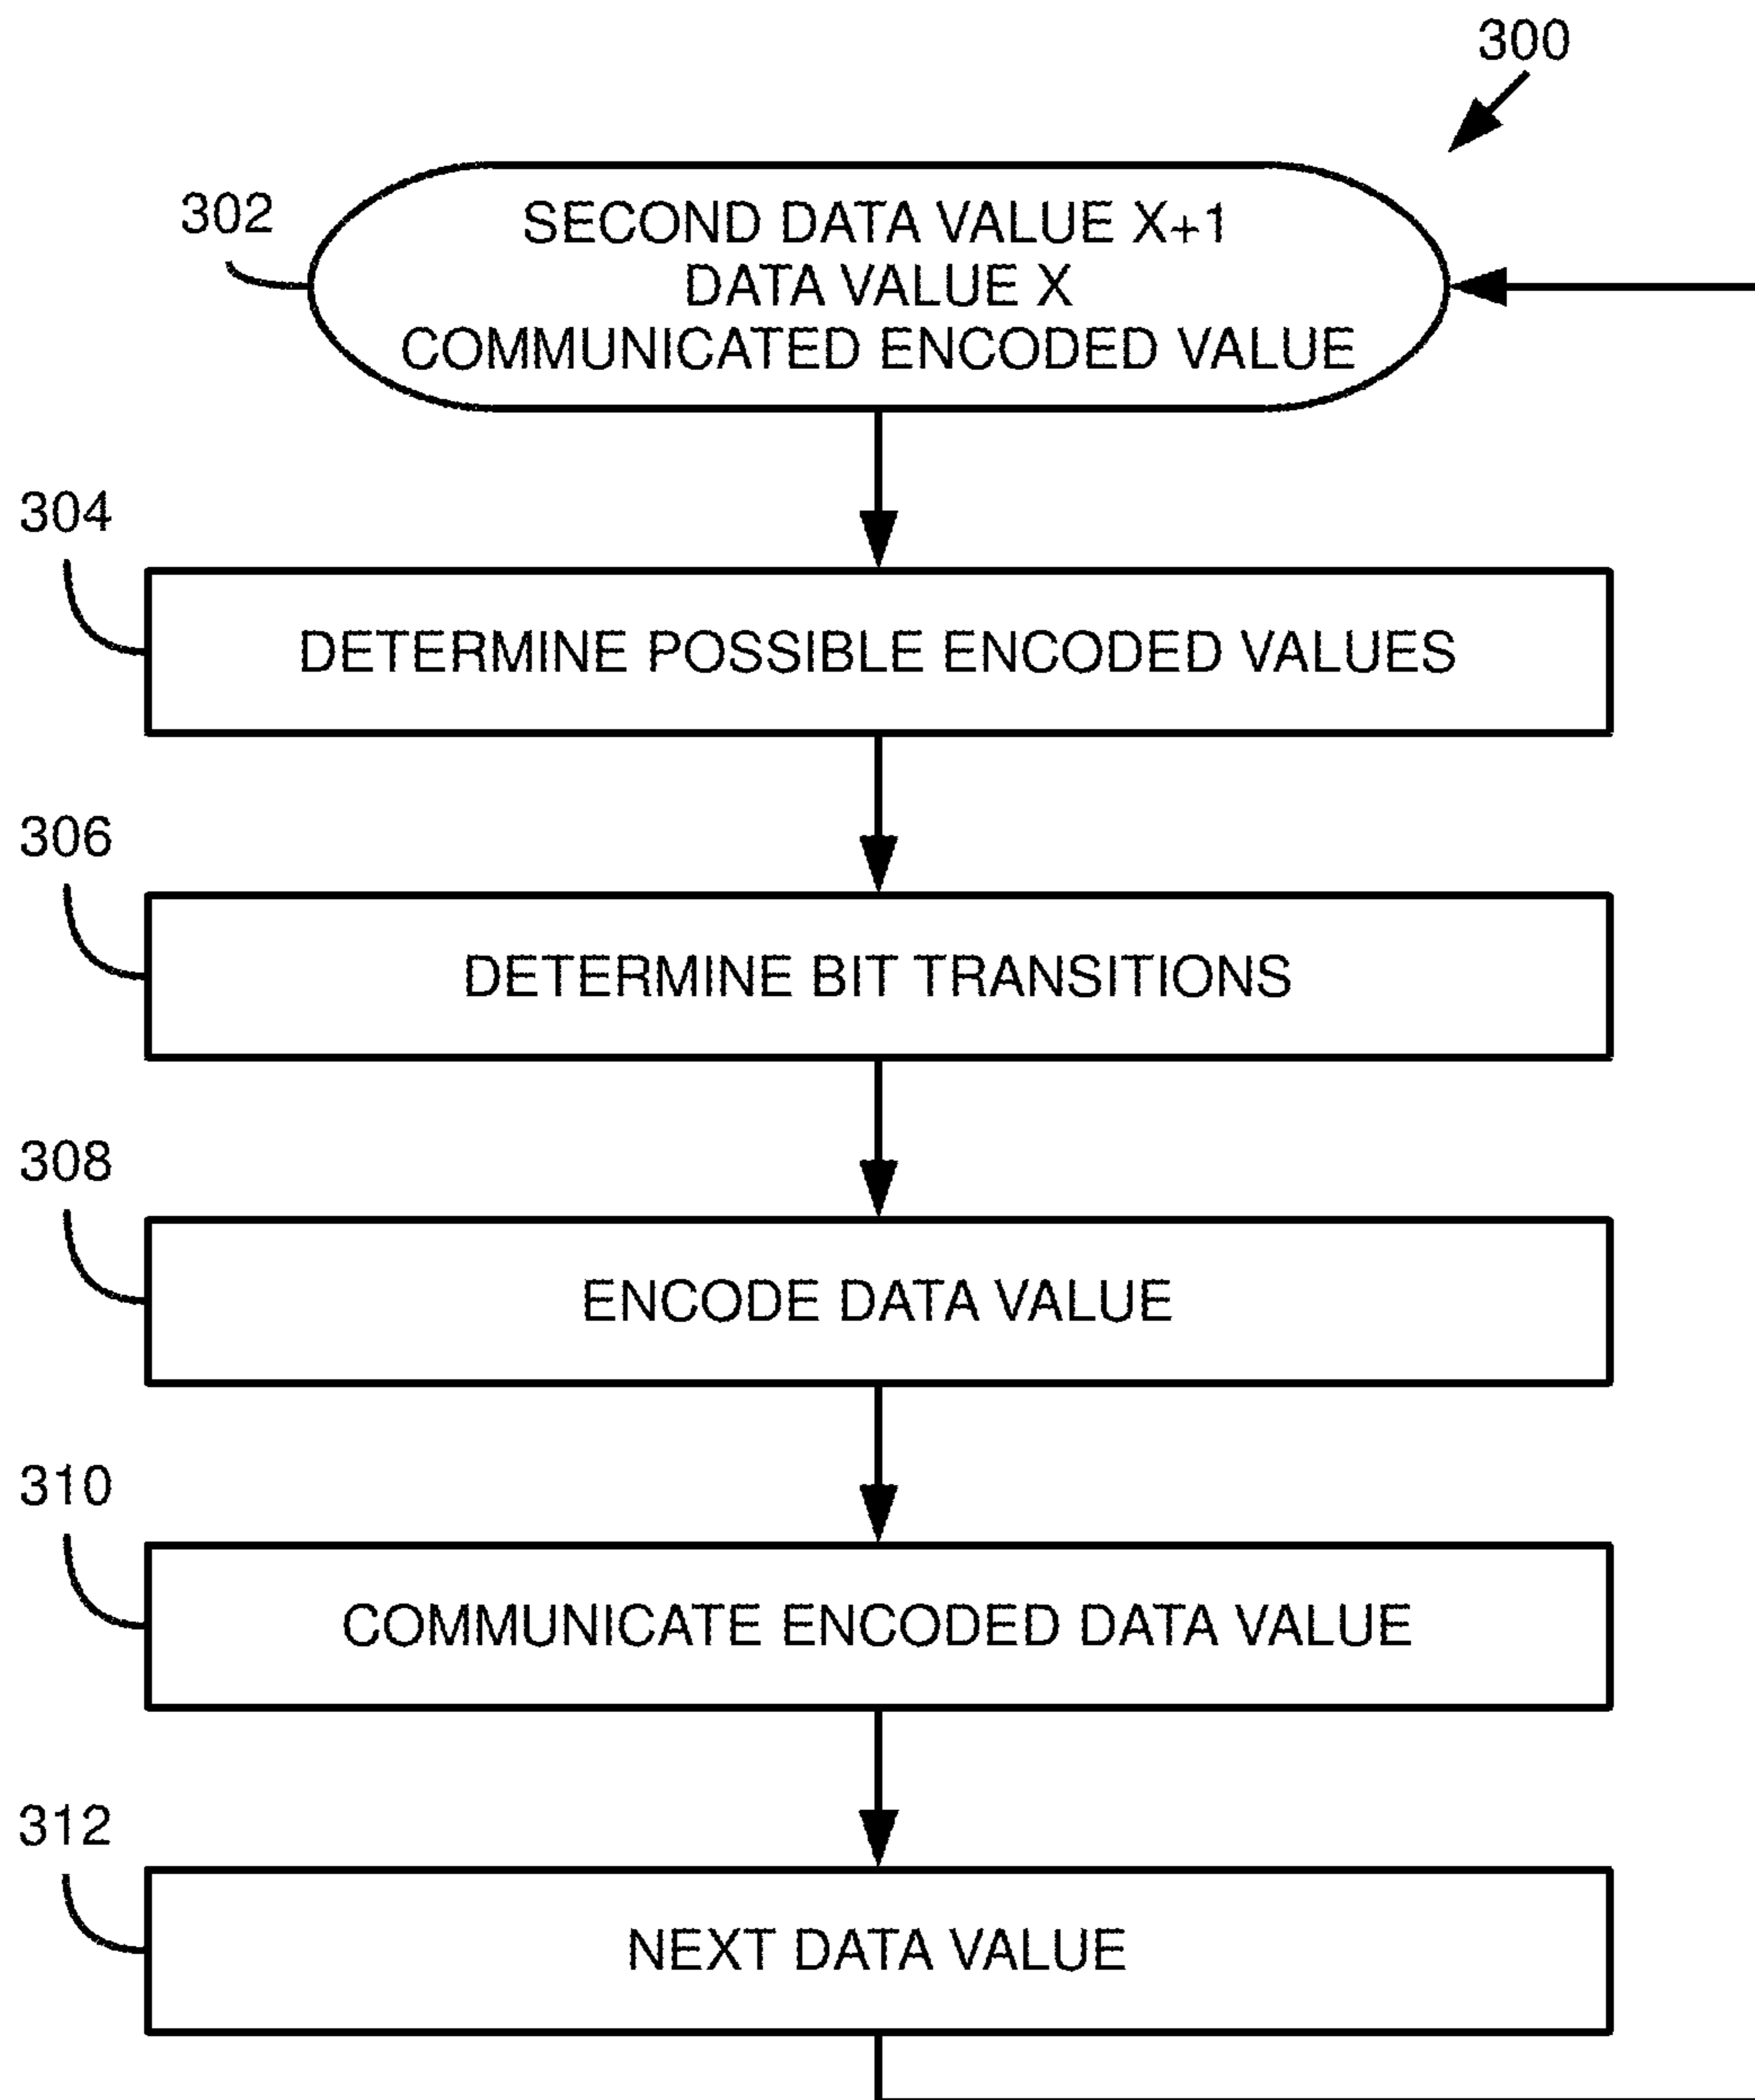 300
302
SECOND DATA VALUE X+1
DATA VALUE X
COMMUNICATED ENCODED VALUE
304
DETERMINE POSSIBLE ENCODED VALUES
306
DETERMINE BIT TRANSITIONS
308
ENCODE DATA VALUE
310
COMMUNICATE ENCODED DATA VALUE
312
NEXT DATA VALUE